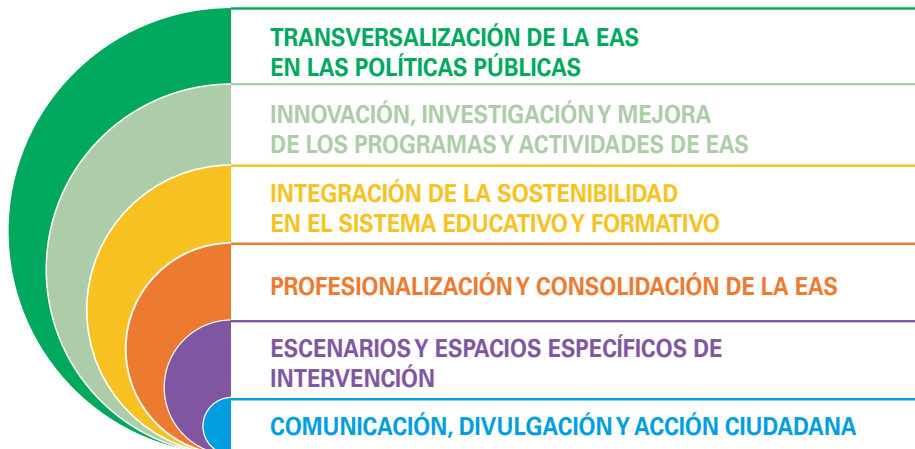 TRANSVERSALIZACIÓN DE LA EAS
EN LAS POLÍTICAS PÚBLICAS
INNOVACIÓN, INVESTIGACIÓN Y MEJORA
DE LOS PROGRAMAS Y ACTIVIDADES DE EAS
INTEGRACIÓN DE LA SOSTENIBILIDAD
EN EL SISTEMA EDUCATIVO Y FORMATIVO
PROFESIONALIZACIÓN Y CONSOLIDACIÓN DE LA EAS
ESCENARIOS Y ESPACIOS ESPECÍFICOS DE
INTERVENCIÓN
COMUNICACIÓN, DIVULGACIÓN Y ACCIÓN CIUDADANA